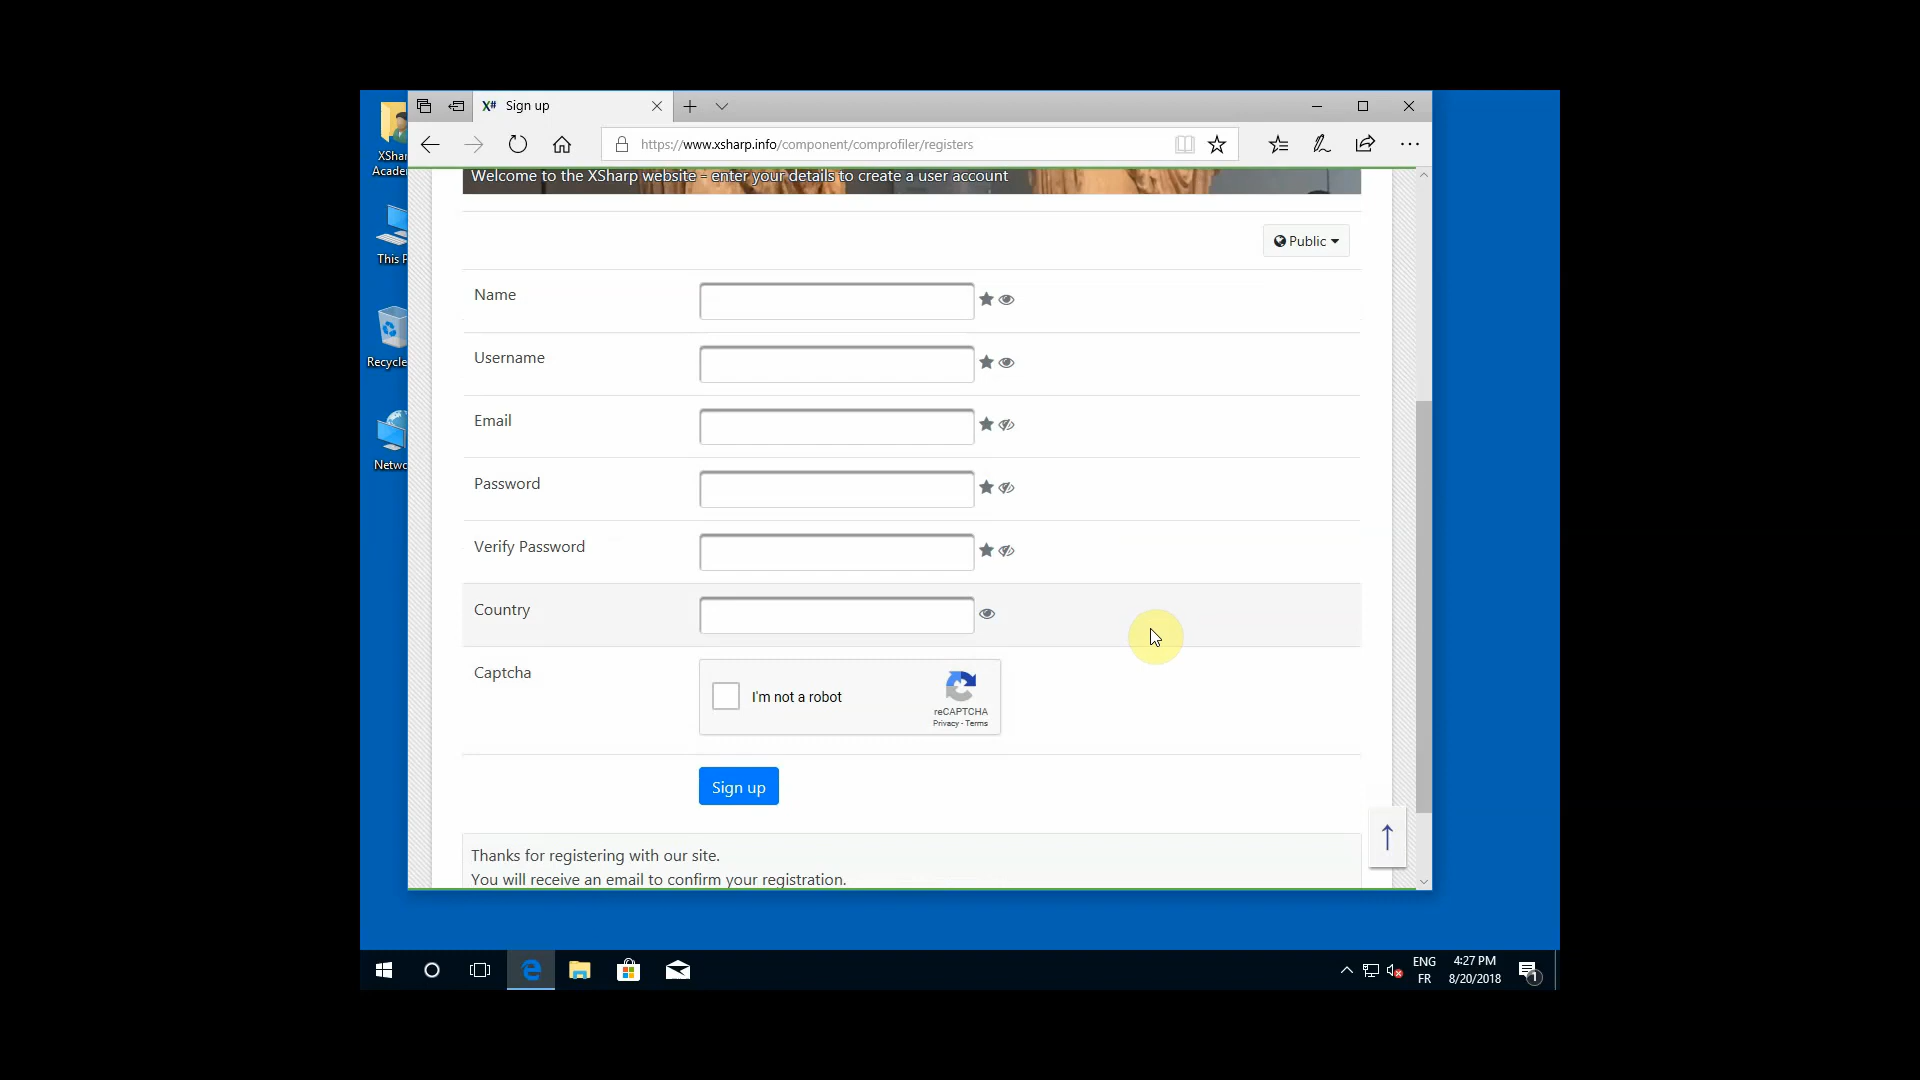 X# Sign up
https://www.xsharp.info/component/comprofiler/registers
XShar
Acade
This P
Recycle
Netwo
Welcome to the XSharp website - enter your details to create a user account
Public
Name
Username
Email
Password
Verify Password
Country
Captcha
I'm not a robot
reCAPTCHA
Privacy - Terms
Sign up
Thanks for registering with our site.
You will receive an email to confirm your registration.
ENG
FR
4:27 PM
8/20/2018
1